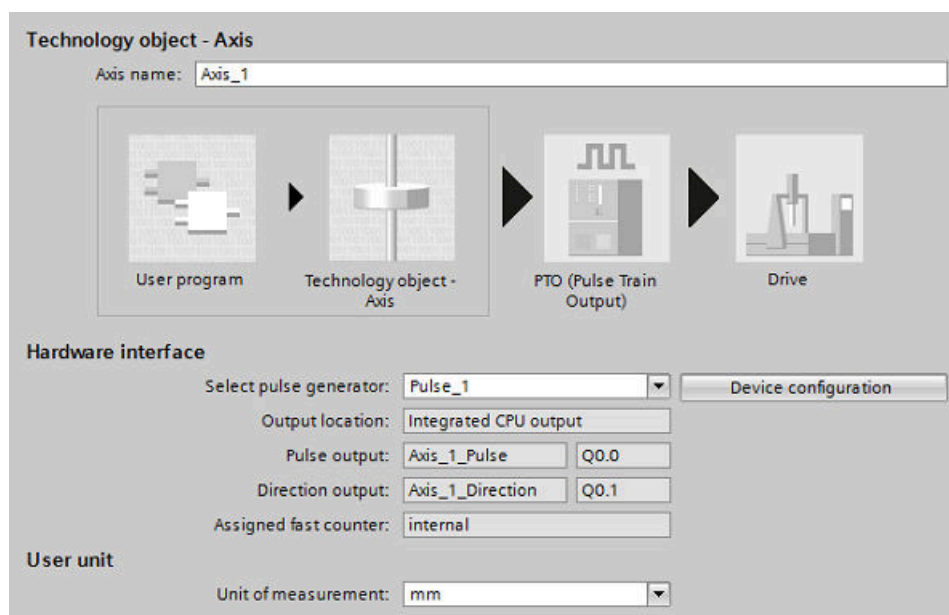 Technology object - Axis
Axis name: Axis_1
User program
Technology object -
Axis
PTO (Pulse Train
Output)
Drive
Hardware interface
Select pulse generator: Pulse_1 Device configuration
Output location: Integrated CPU output
Pulse output: Axis_1_Pulse Q0.0
Direction output: Axis_1_Direction Q0.1
Assigned fast counter: internal
User unit
Unit of measurement: mm